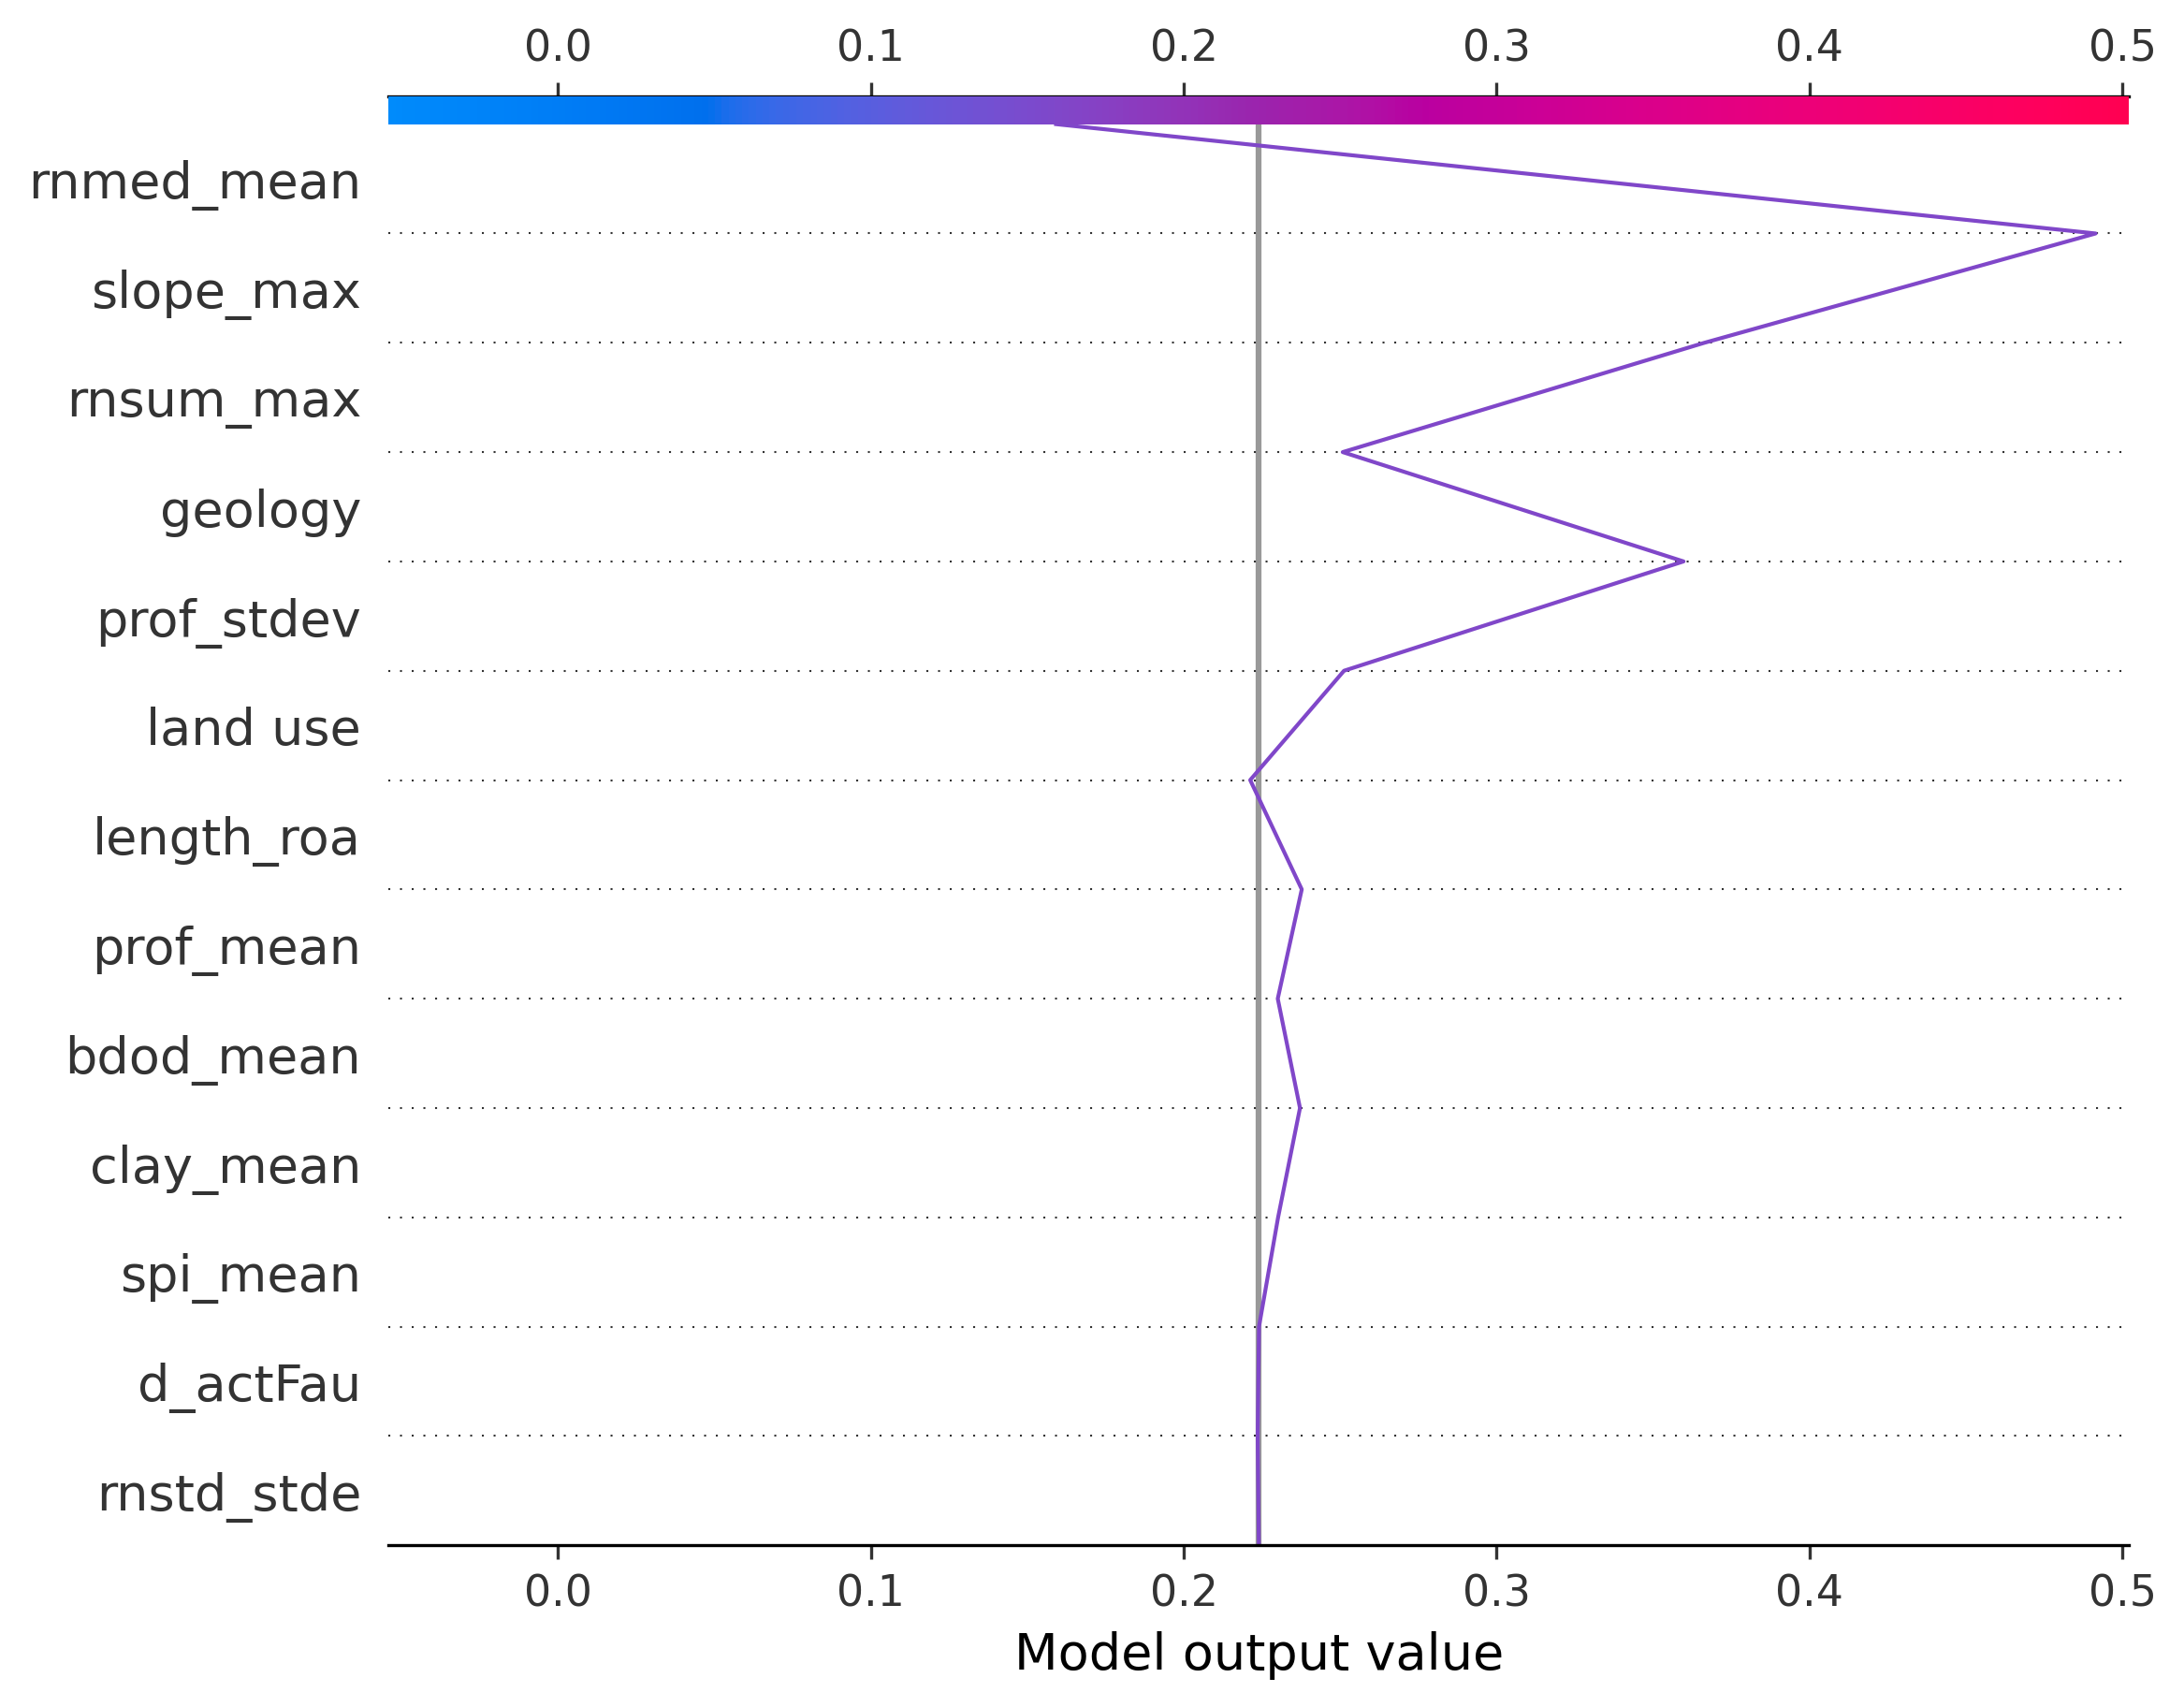 0.0 0.1 0.2 0.3 0.4 0.5
rnmed_mean
slope_max
rnsum_max
geology
prof_stdev
land use
length_roa
prof_mean
bdod_mean
clay_mean
spi_mean
d_actFau
rnstd_stde
0.0 0.1 0.2 0.3 0.4 0.5
Model output value